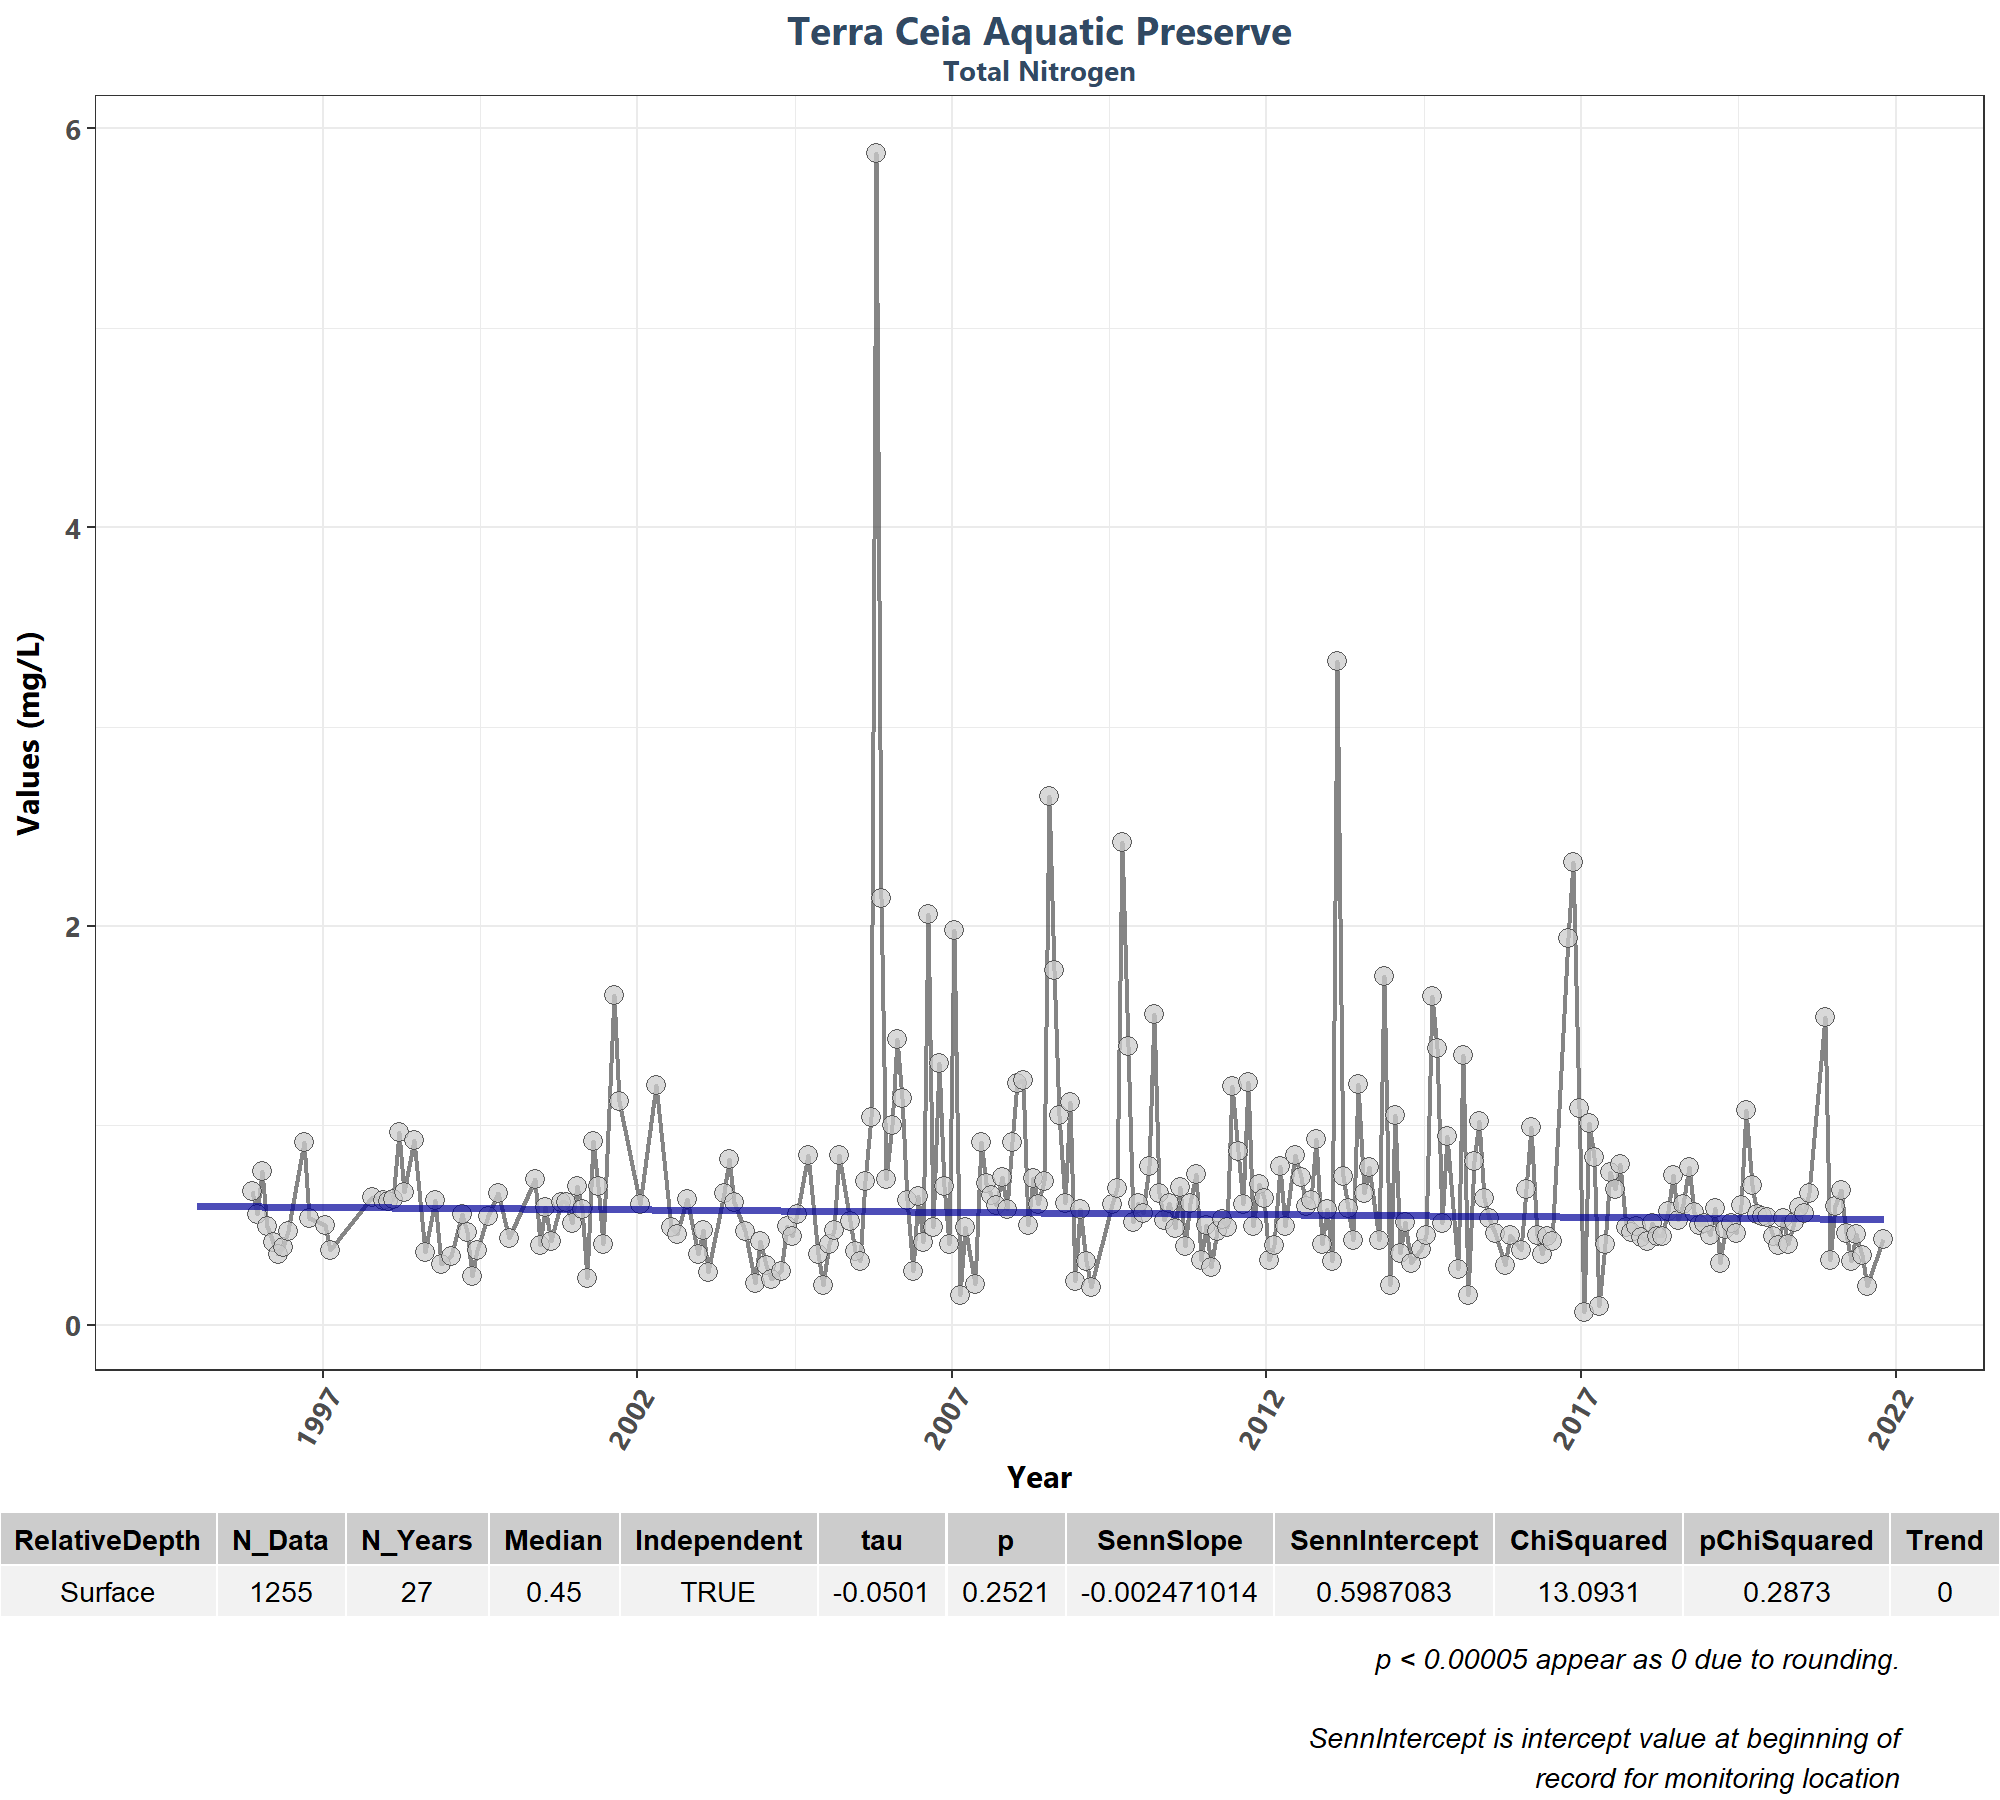 Terra Ceia Aquatic Preserve
Total Nitrogen
6
4
2
0
Values (mg/L)
1997
2002
2007
2012
2017
2022
Year
RelativeDepth N_Data N_Years Median Independent tau p SennSlope SennIntercept ChiSquared pChiSquared Trend
Surface 1255 27 0.45 TRUE -0.0501 0.2521 -0.002471014 0.5987083 13.0931 0.2873 0
p < 0.00005 appear as 0 due to rounding.
SennIntercept is intercept value at beginning of
record for monitoring location